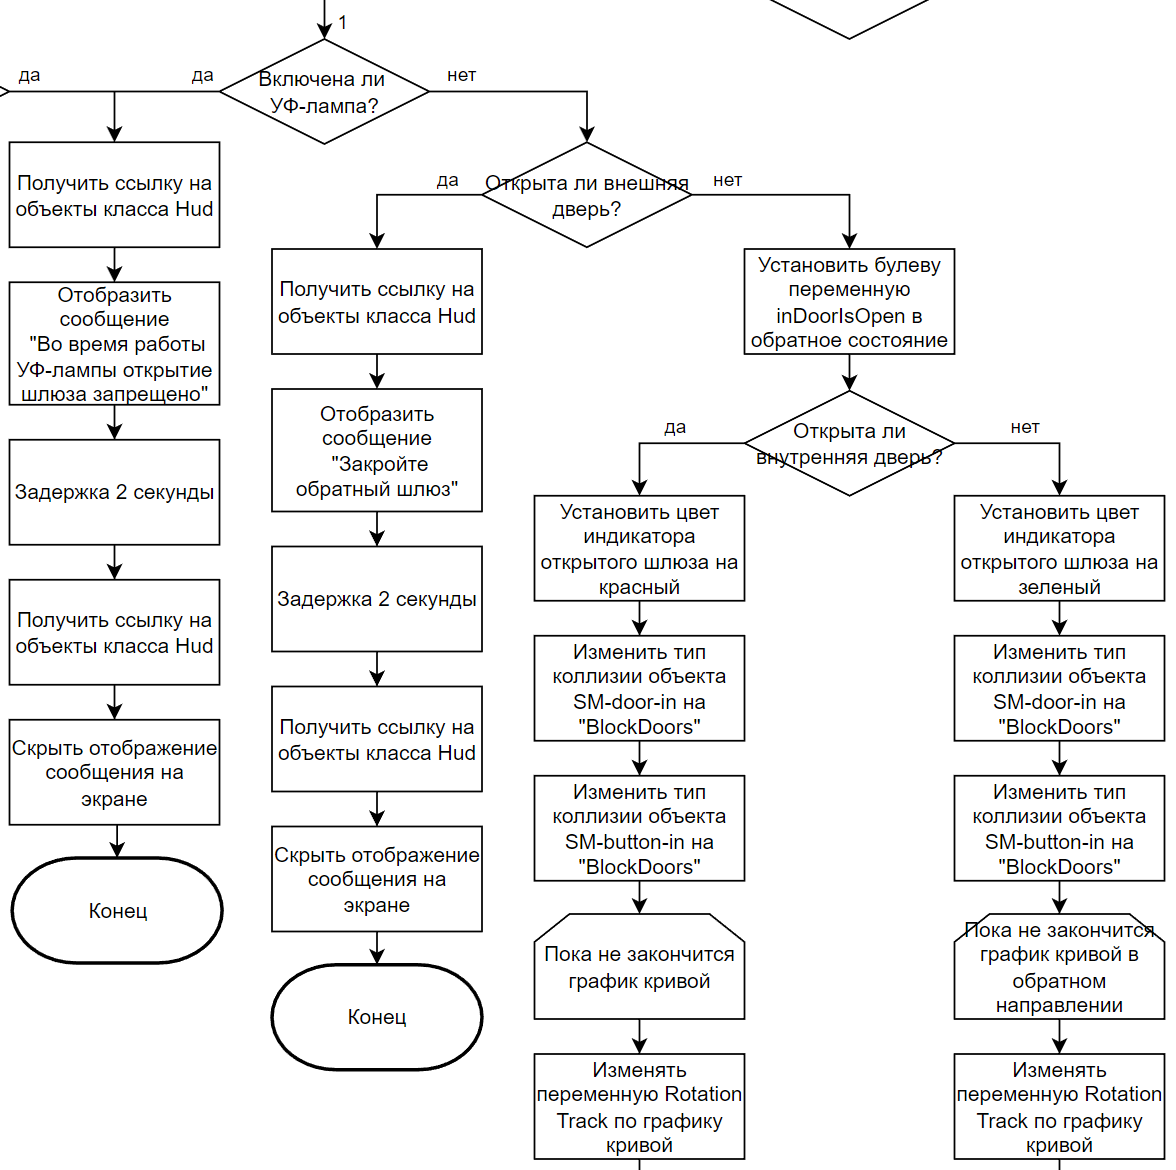 1
да
да
Включена ли
УФ-лампа?
нет
Получить ссылку на
объекты класса Hud
Отобразить
сообщение
"Во время работы
УФ-лампы открытие
шлюза запрещено"
Задержка 2 секунды
Получить ссылку на
объекты класса Hud
Скрыть отображение
сообщения на
экране
Конец
да
Открыта ли внешняя
дверь?
нет
Получить ссылку на
объекты класса Hud
Отобразить
сообщение
"Закройте
обратный шлюз"
Задержка 2 секунды
Получить ссылку на
объекты класса Hud
Скрыть отображение
сообщения на
экране
Конец
Установить булеву
переменную
inDoorIsOpen в
обратное состояние
да
Открыта ли
внутренняя дверь?
нет
Установить цвет
индикатора
открытого шлюза на
красный
Изменить тип
коллизии объекта
SM-door-in на
"BlockDoors"
Изменить тип
коллизии объекта
SM-button-in на
"BlockDoors"
Пока не закончится
график кривой
Изменять
переменную Rotation
Track по графику
кривой
Установить цвет
индикатора
открытого шлюза на
зеленый
Изменить тип
коллизии объекта
SM-door-in на
"BlockDoors"
Изменить тип
коллизии объекта
SM-button-in на
"BlockDoors"
Пока не закончится
график кривой в
обратном
направлении
Изменять
переменную Rotation
Track по графику
кривой